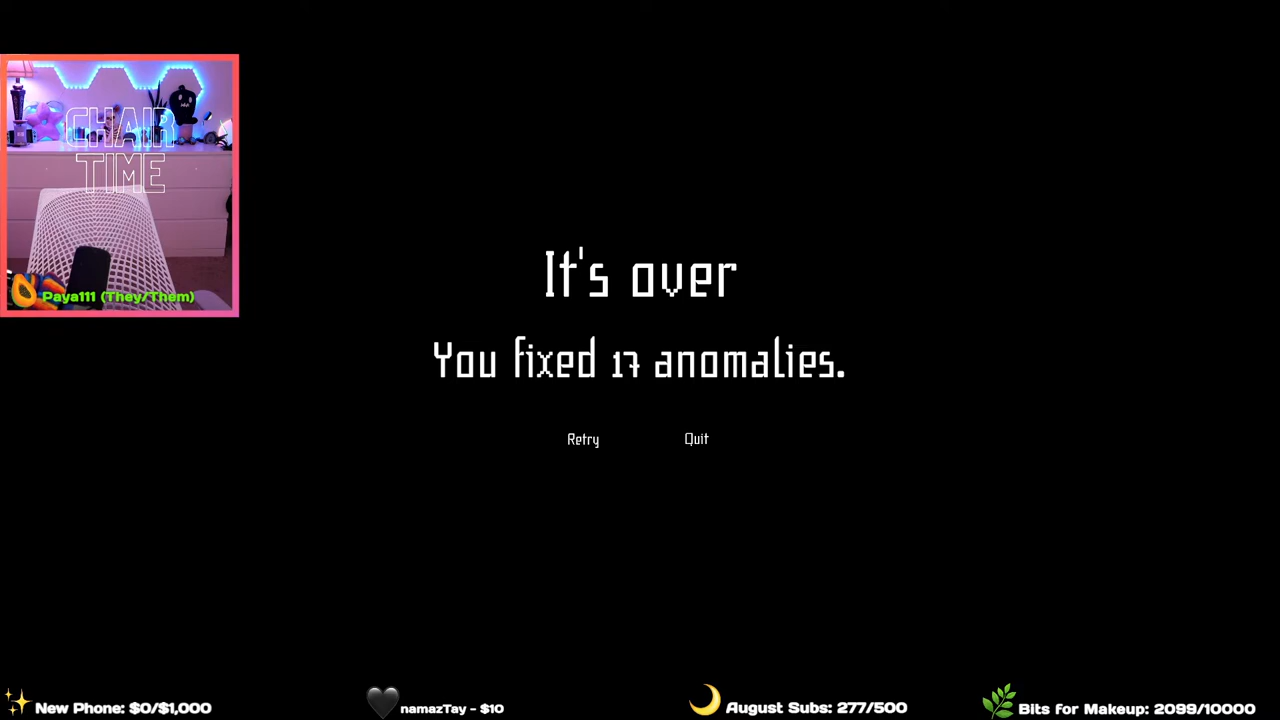 CHAIR
TIME
Paya111 (They/Them)
It's over
You fixed 17 anomalies.
Retry
Quit
New Phone: $0/$1,000
namazTay - $10
August Subs: 277/500
Bits for Makeup: 2099/10000